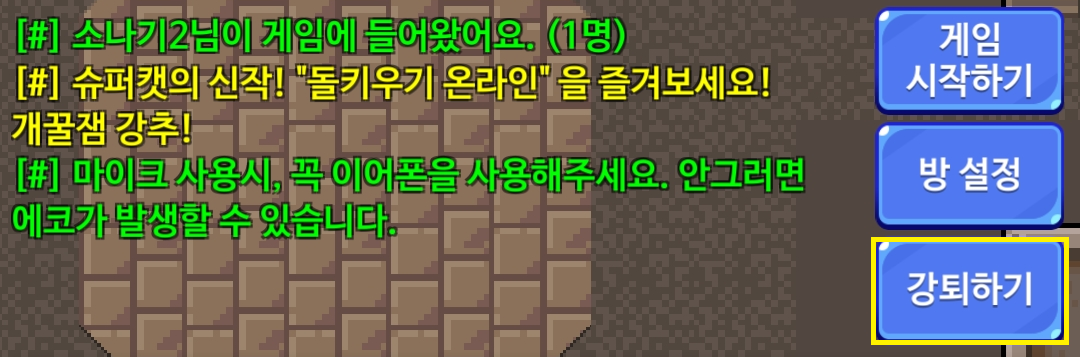 [#] 소나기2님이 게임에 들어왔어요. (1명)
[#] 슈퍼캣의 신작! "돌키우기 온라인" 을 즐겨보세요!
개꿀잼 강추!
[#] 마이크 사용시, 꼭 이어폰을 사용해주세요. 안그러면
에코가 발생할 수 있습니다.
게임
시작하기
방 설정
강퇴하기